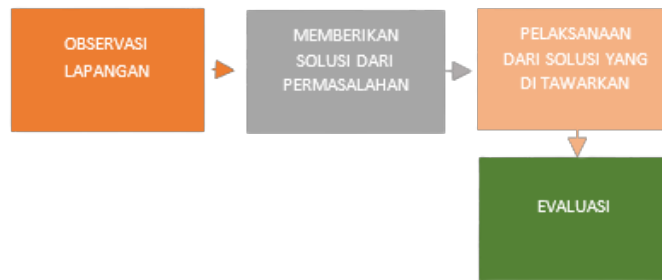 OBSERVASI
LAPANGAN
MEMBERIKAN
SOLUSI DARI
PERMASALAHAN
PELAKSANAAN
DARI SOLUSI YANG
DI TAWARKAN
EVALUASI